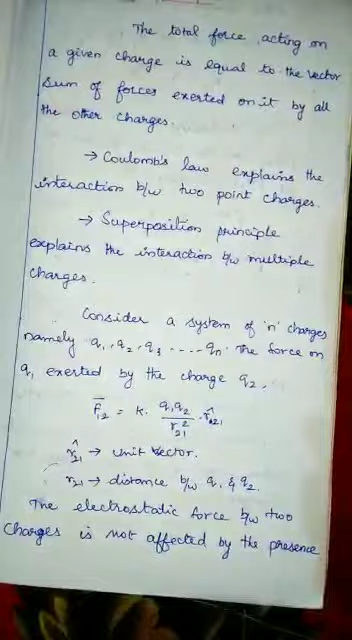 The total force, acting on
a given charge is equal to the vector
sum of forces exerted on it by all
the other charges.
→ Coulomb's law explains the
interaction b/w two point charges.
→ Superposition principle
explains the interaction b/w multiple
charges.
Consider a system of 'n' charges
namely q₁, q₂, q₃ ---- qn. The force on
q₁ exerted by the charge q₂.
F̅₁₂ = k. q₁q₂ / r₂₁² . r̂₂₁
r̂₂₁ → unit vector.
r₂₁ → distance b/w q₁ & q₂.
The electrostatic force b/w two
charges is not affected by the presence